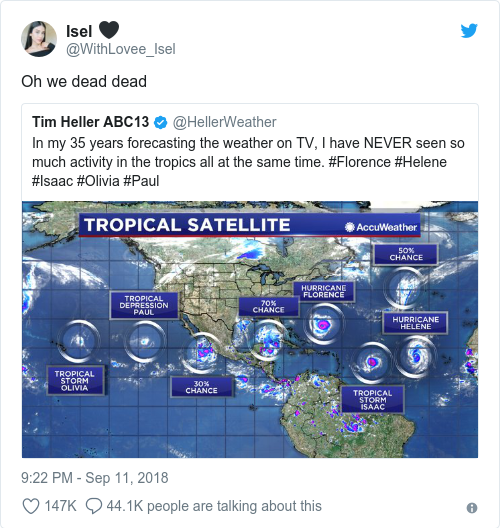 Isel 🖤
@WithLovee_Isel
Oh we dead dead
Tim Heller ABC13 @HellerWeather
In my 35 years forecasting the weather on TV, I have NEVER seen so
much activity in the tropics all at the same time. #Florence #Helene
#Isaac #Olivia #Paul
TROPICAL SATELLITE
AccuWeather
50%
CHANCE
HURRICANE
FLORENCE
TROPICAL
DEPRESSION
PAUL
70%
CHANCE
HURRICANE
HELENE
TROPICAL
STORM
OLIVIA
30%
CHANCE
TROPICAL
STORM
ISAAC
9:22 PM - Sep 11, 2018
147K 44.1K people are talking about this